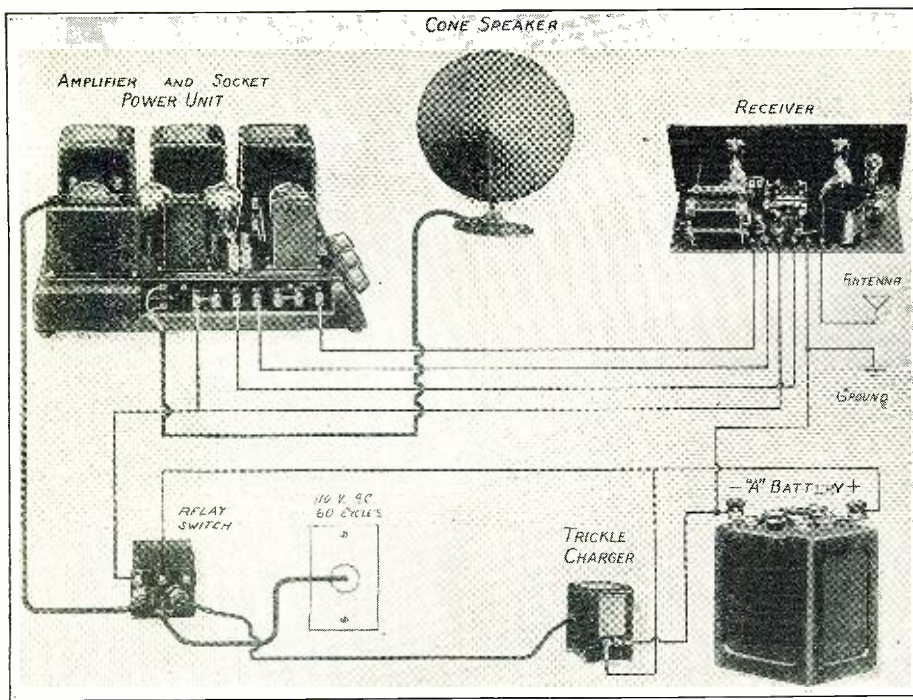 CONE SPEAKER
AMPLIFIER AND SOCKET
POWER UNIT
RECEIVER
ANTENNA
GROUND
- "A" BATTERY +
RELAY
SWITCH
110 V. AC
60 CYCLES
TRICKLE
CHARGER